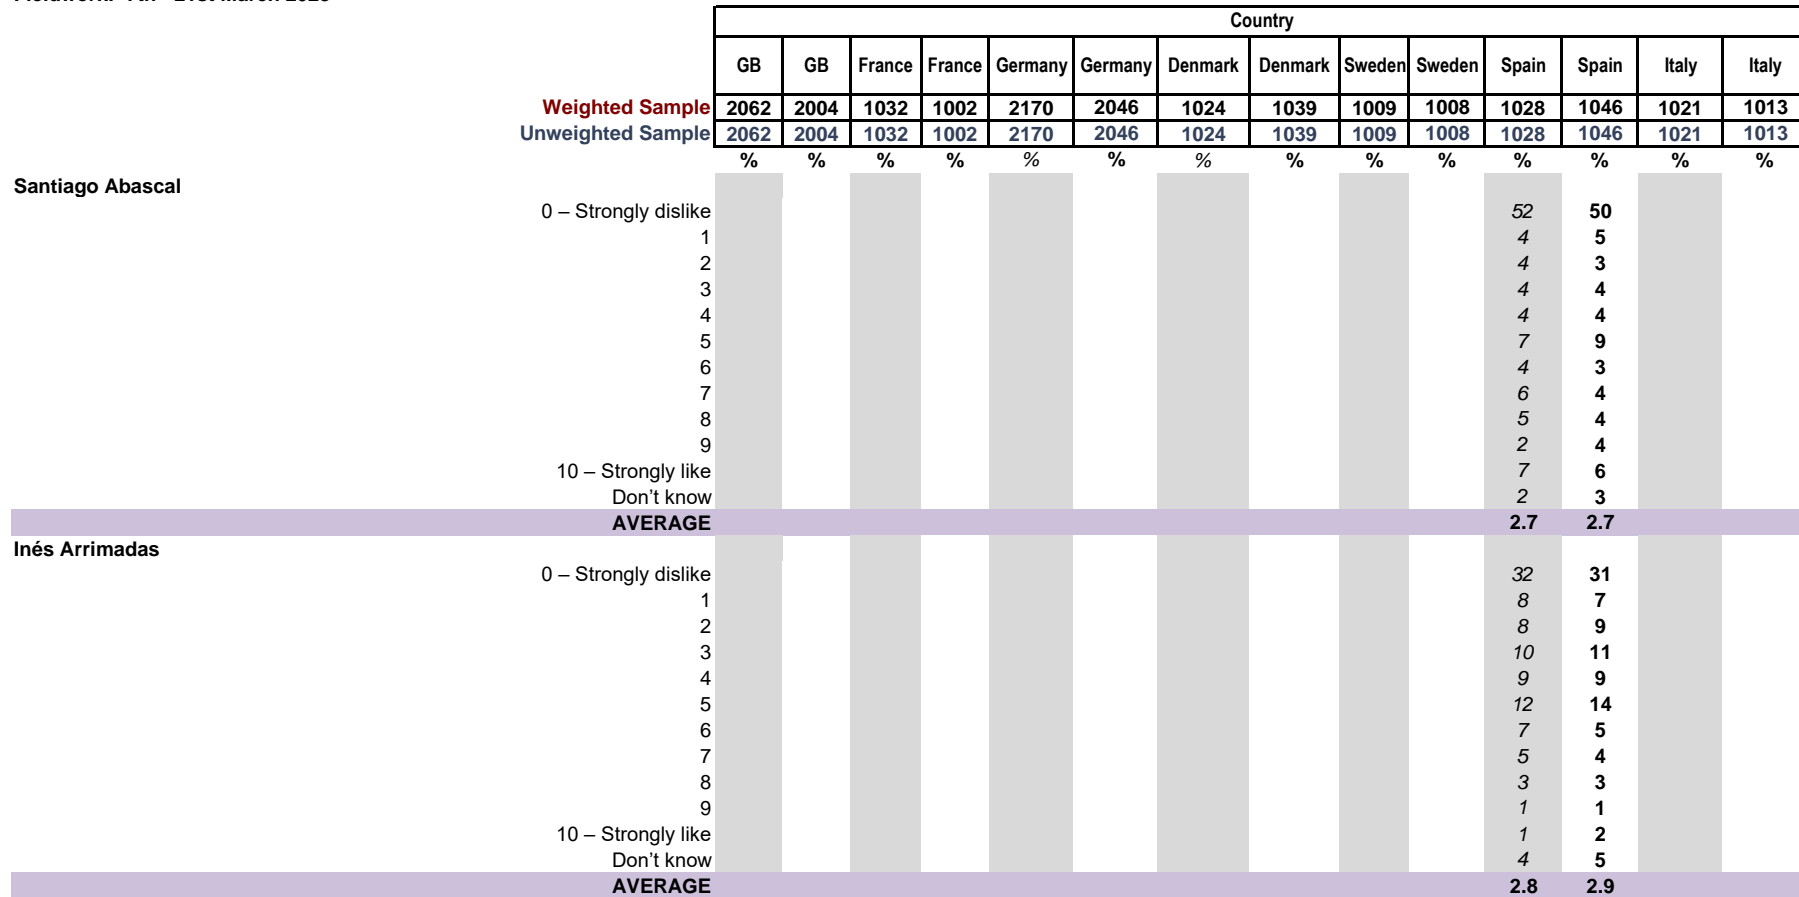 Country
GB GB France France Germany Germany Denmark Denmark Sweden Sweden Spain Spain Italy Italy
Weighted Sample 2062 2004 1032 1002 2170 2046 1024 1039 1009 1008 1028 1046 1021 1013
Unweighted Sample 2062 2004 1032 1002 2170 2046 1024 1039 1009 1008 1028 1046 1021 1013
% % % % % % % % % % % % % %
Santiago Abascal
0 – Strongly dislike 52 50
1 4 5
2 4 3
3 4 4
4 4 4
5 7 9
6 4 3
7 6 4
8 5 4
9 2 4
10 – Strongly like 7 6
Don't know 2 3
AVERAGE 2.7 2.7
Inés Arrimadas
0 – Strongly dislike 32 31
1 8 7
2 8 9
3 10 11
4 9 9
5 12 14
6 7 5
7 5 4
8 3 3
9 1 1
10 – Strongly like 1 2
Don't know 4 5
AVERAGE 2.8 2.9